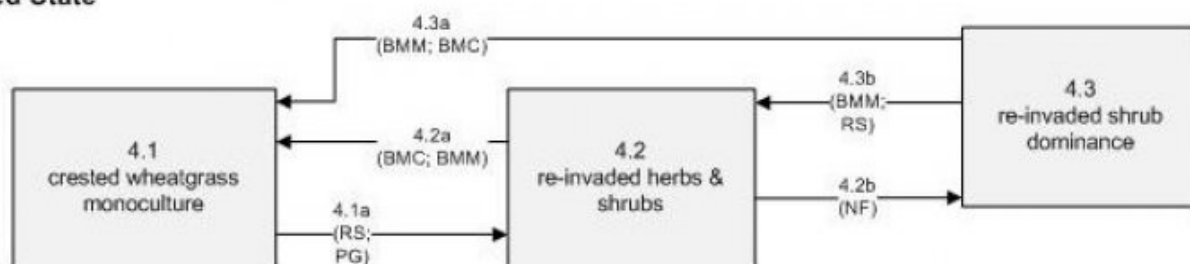 State
4.3a
(BMM; BMC)
4.3b
(BMM;
RS)
4.3
re-invaded shrub
dominance
4.1
crested wheatgrass
monoculture
4.2a
(BMC; BMM)
4.2
re-invaded herbs &
shrubs
4.2b
(NF)
4.1a
(RS;
PG)